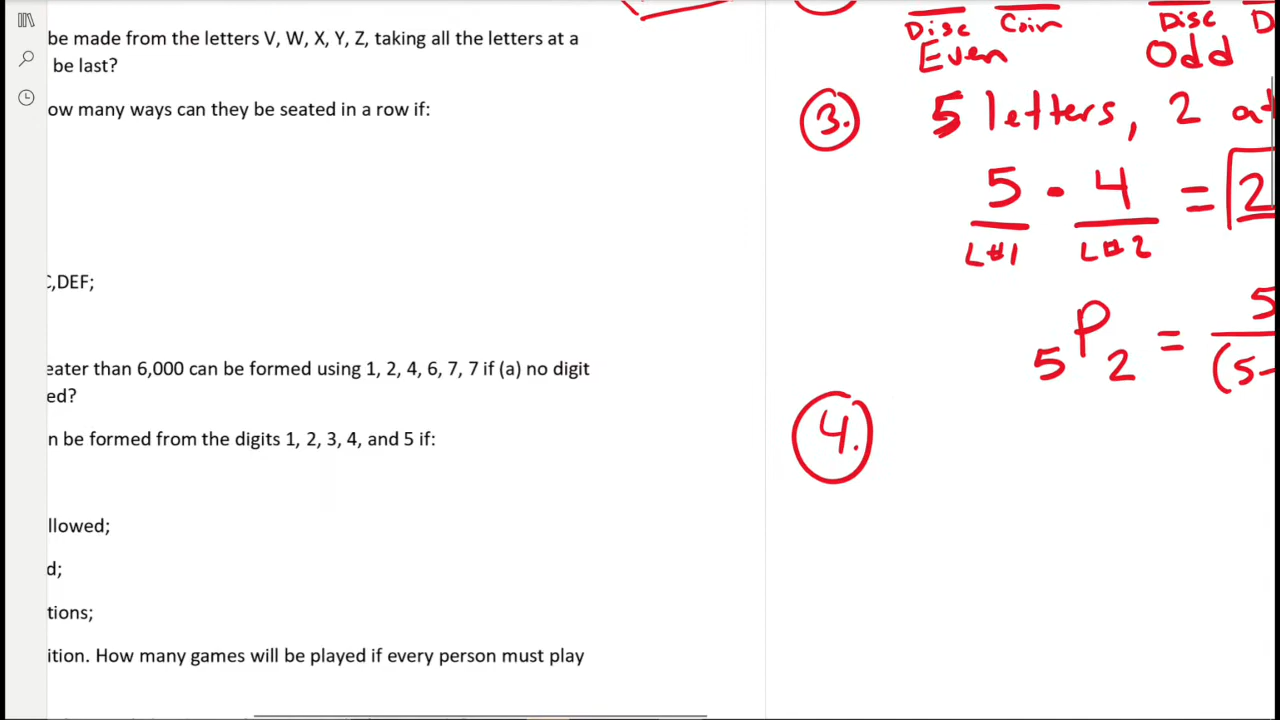 be made from the letters V, W, X, Y, Z, taking all the letters at a
be last?
ow many ways can they be seated in a row if:
C,DEF;
eater than 6,000 can be formed using 1, 2, 4, 6, 7, 7 if (a) no digit
ed?
n be formed from the digits 1, 2, 3, 4, and 5 if:
llowed;
d;
tions;
ition. How many games will be played if every person must play
Disc Coin Disc D
Even Odd
3. 5 letters, 2 at
5 · 4 = 2
L#1 L#2
5P2 = 5
(5-
4.